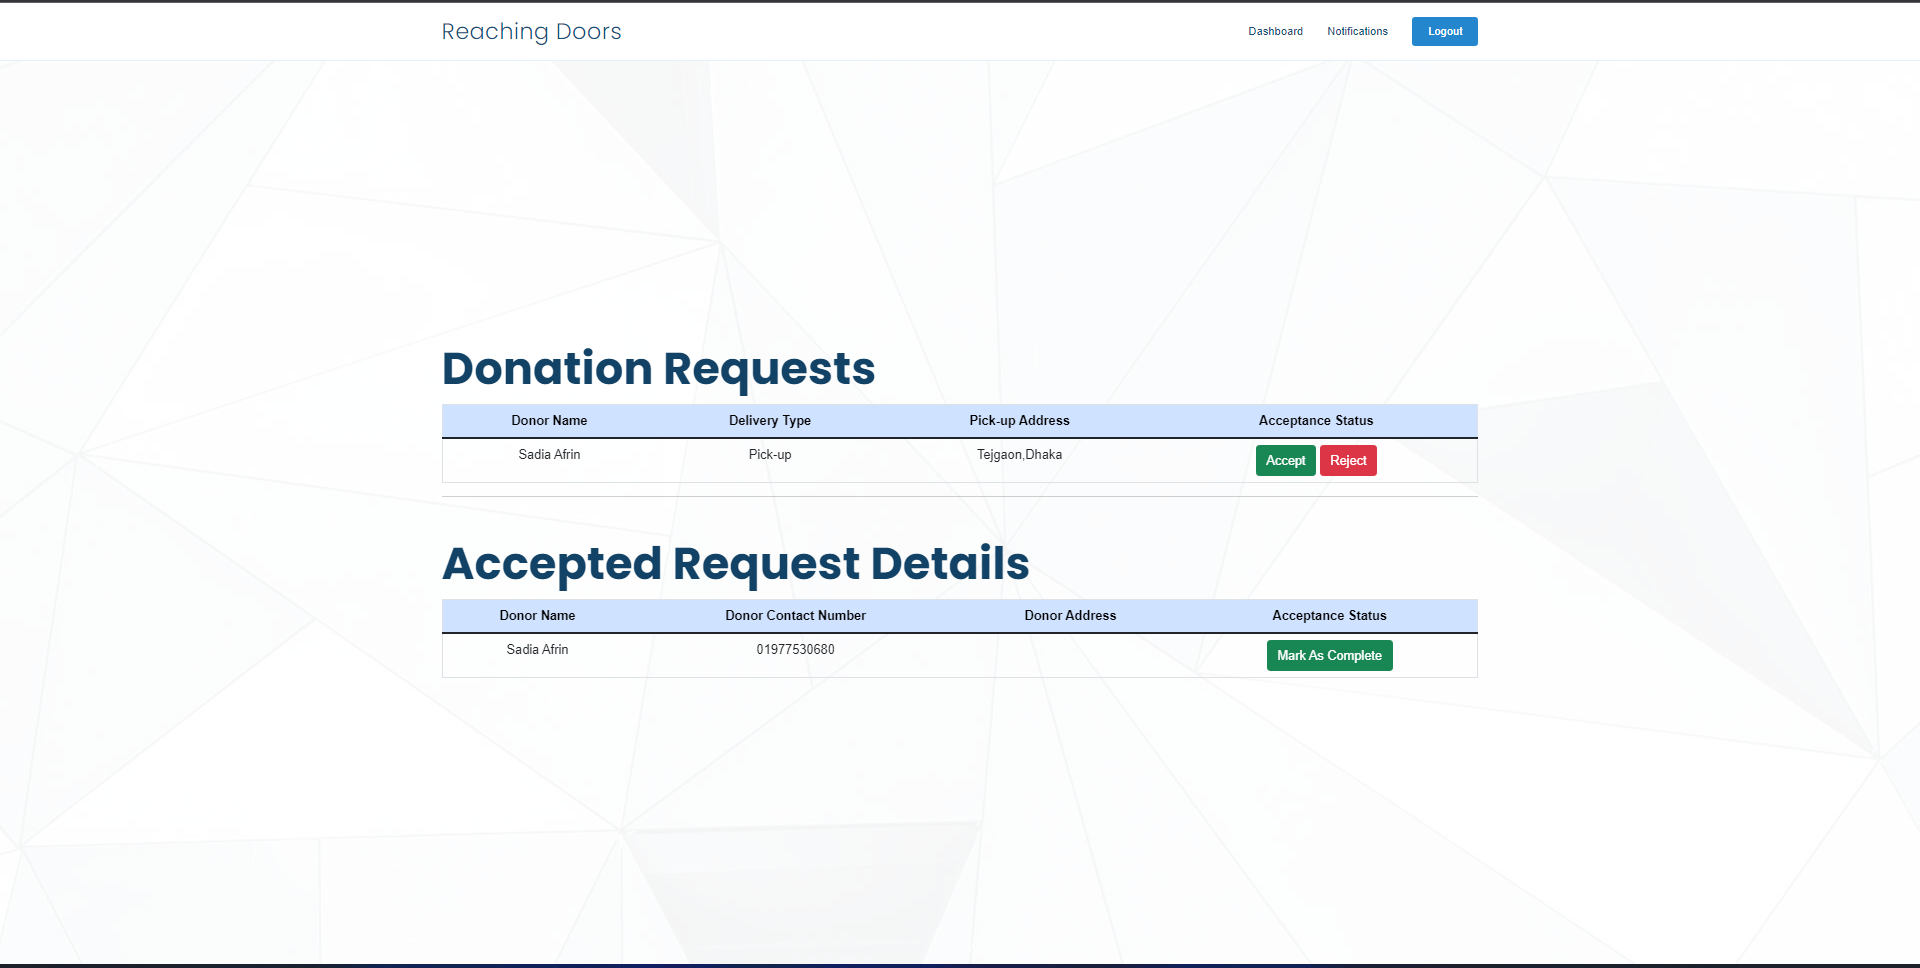 Reaching Doors Dashboard Notifications Logout
Donation Requests
Donor Name Delivery Type Pick-up Address Acceptance Status
Sadia Afrin Pick-up Tejgaon,Dhaka Accept Reject
Accepted Request Details
Donor Name Donor Contact Number Donor Address Acceptance Status
Sadia Afrin 01977530680 Mark As Complete